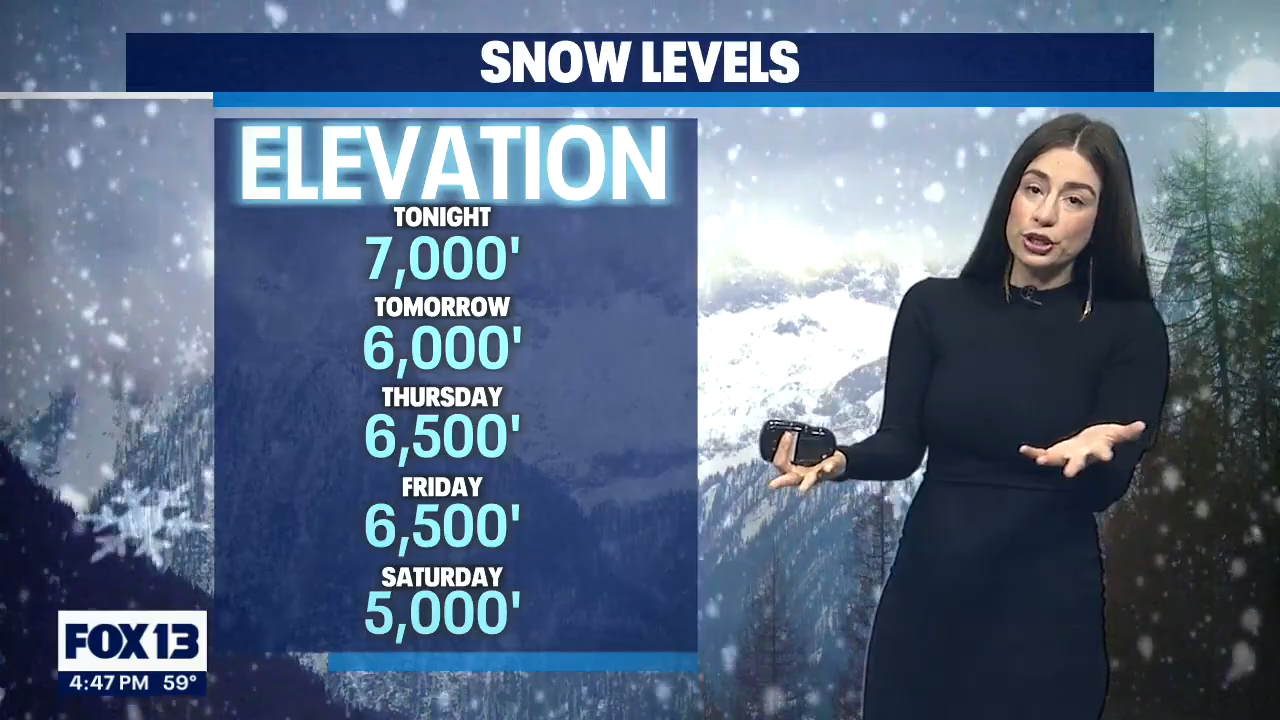 SNOW LEVELS
ELEVATION
TONIGHT
7,000'
TOMORROW
6,000'
THURSDAY
6,500'
FRIDAY
6,500'
SATURDAY
5,000'
FOX 13
4:47 PM 59°